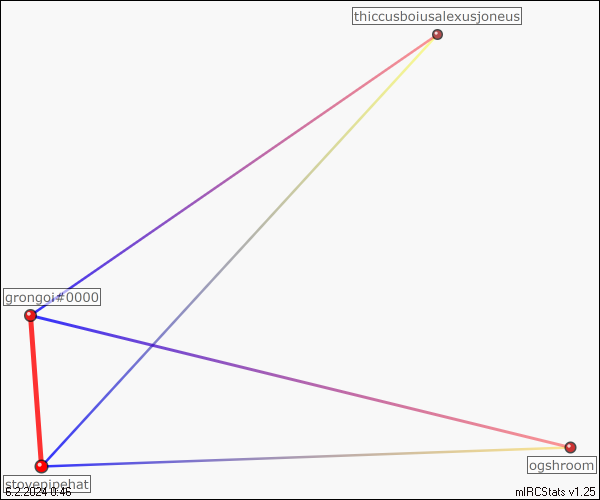 thiccusboiusalexusjoneus
grongoi#0000
ogshroom
stovepipehat
6.2.2024 0:46
mIRCStats v1.25